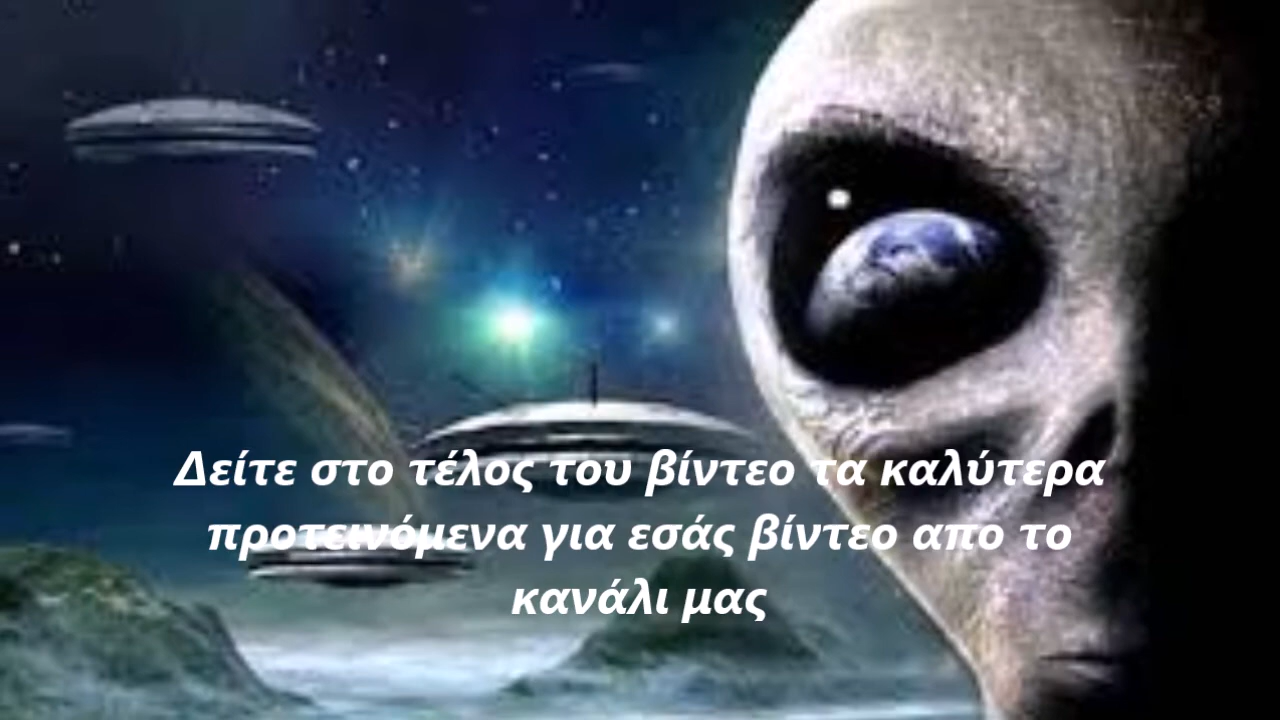 Δείτε στο τέλος του βίντεο τα καλύτερα
προτεινόμενα για εσάς βίντεο απο το
κανάλι μας